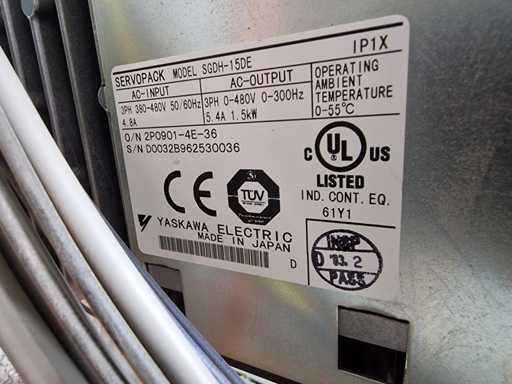 SERVOPACK MODEL SGDH-15DE IP1X
AC-INPUT AC-OUTPUT OPERATING AMBIENT TEMPERATURE
3PH 380-480V 50/60Hz 3PH 0-480V 0-300Hz 0-55°C
4.8A 5.4A 1.5kW
O/N 2P0901-4E-36
S/N D0032B962530036
CE
TÜV
C UL US
LISTED
IND. CONT. EQ.
61Y1
YASKAWA ELECTRIC
MADE IN JAPAN
D
INSP
D '03. 2
PASS